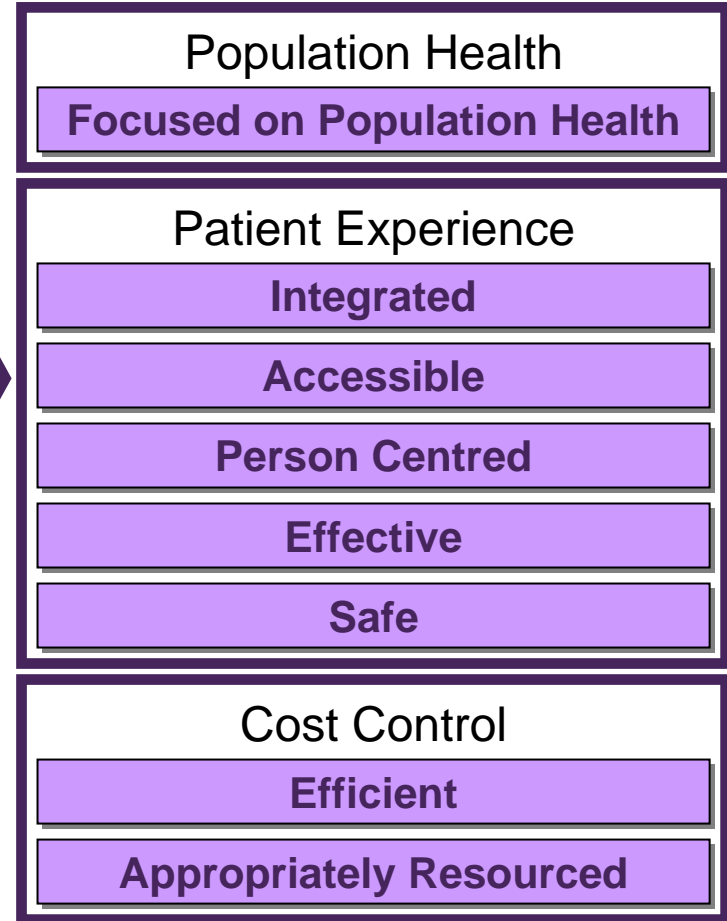 Population Health
Focused on Population Health
Patient Experience
Integrated
Accessible
Person Centred
Effective
Safe
Cost Control
Efficient
Appropriately Resourced